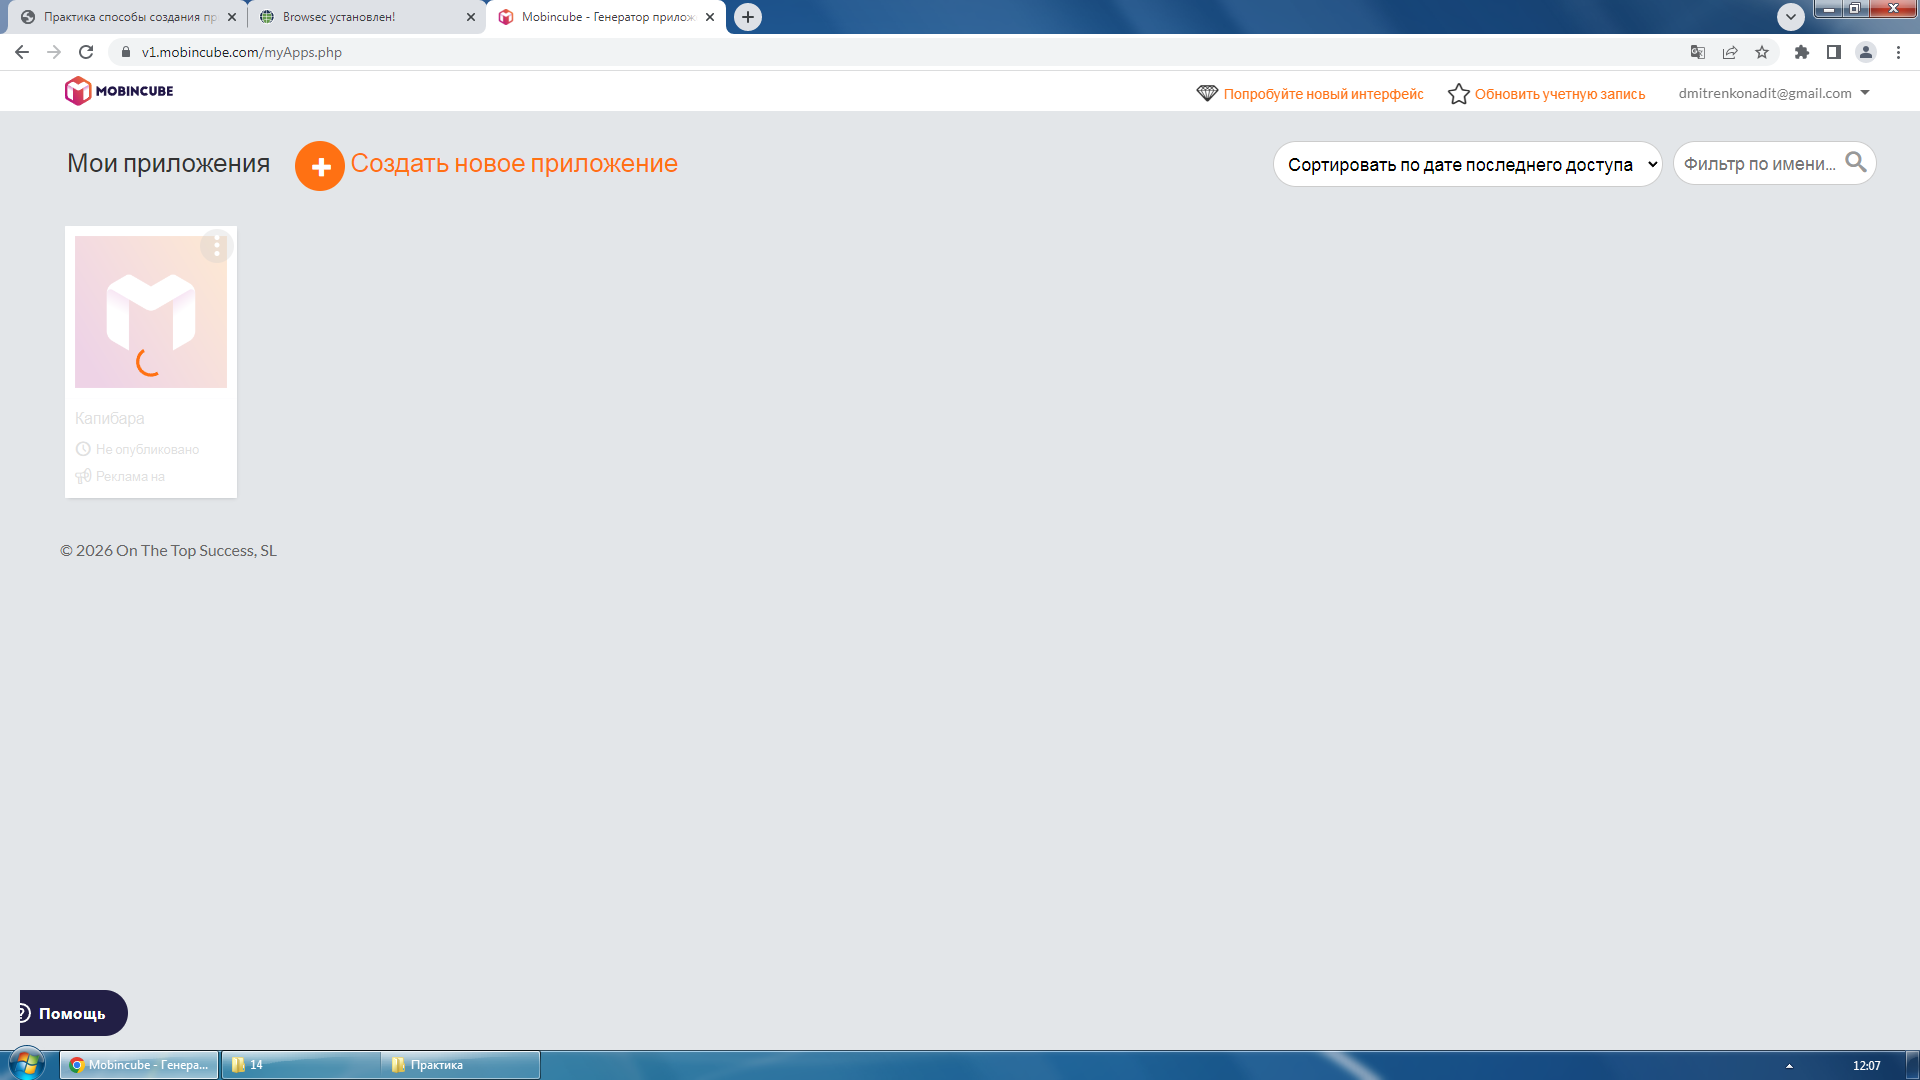 Практика способы создания пр
Browsec установлен!
Mobincube - Генератор прилож
v1.mobincube.com/myApps.php
MOBINCUBE
Попробуйте новый интерфейс
Обновить учетную запись
dmitrenkonadit@gmail.com
Мои приложения
Создать новое приложение
Сортировать по дате последнего доступа
Фильтр по имени...
Капибара
Не опубликовано
Реклама на
© 2026 On The Top Success, SL
Помощь
Mobincube - Генера...
14
Практика
12:07